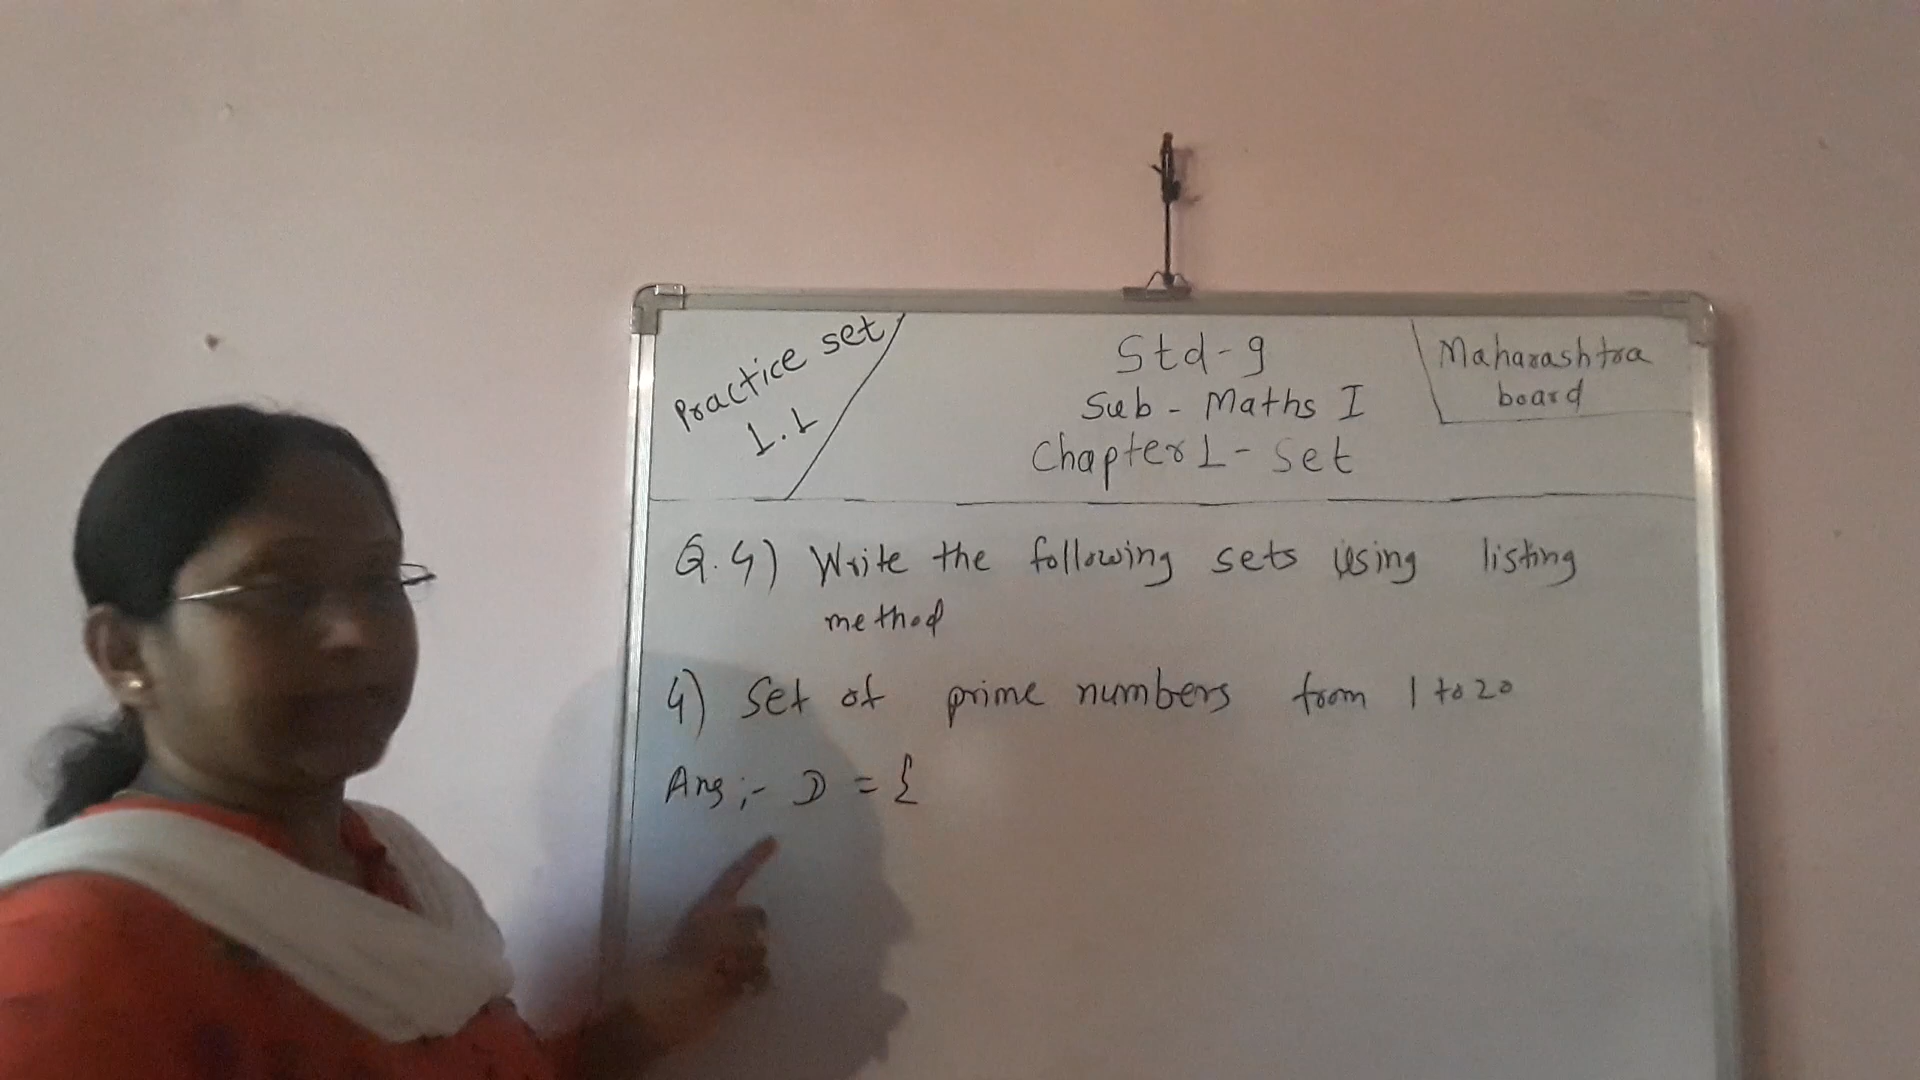 Practice set
1.1
Std-9
Sub - Maths I
Chapter 1 - Set
Maharashtra
board
Q.4) Write the following sets using listing
method
4) Set of prime numbers from 1 to 20
Ans :- D = {